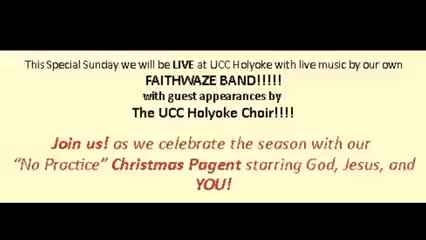 This Special Sunday we will be LIVE at UCC Holyoke with live music by our own
FAITHWAZE BAND!!!!!
with guest appearances by
The UCC Holyoke Choir!!!!
Join us! as we celebrate the season with our
“No Practice” Christmas Pagent starring God, Jesus, and
YOU!